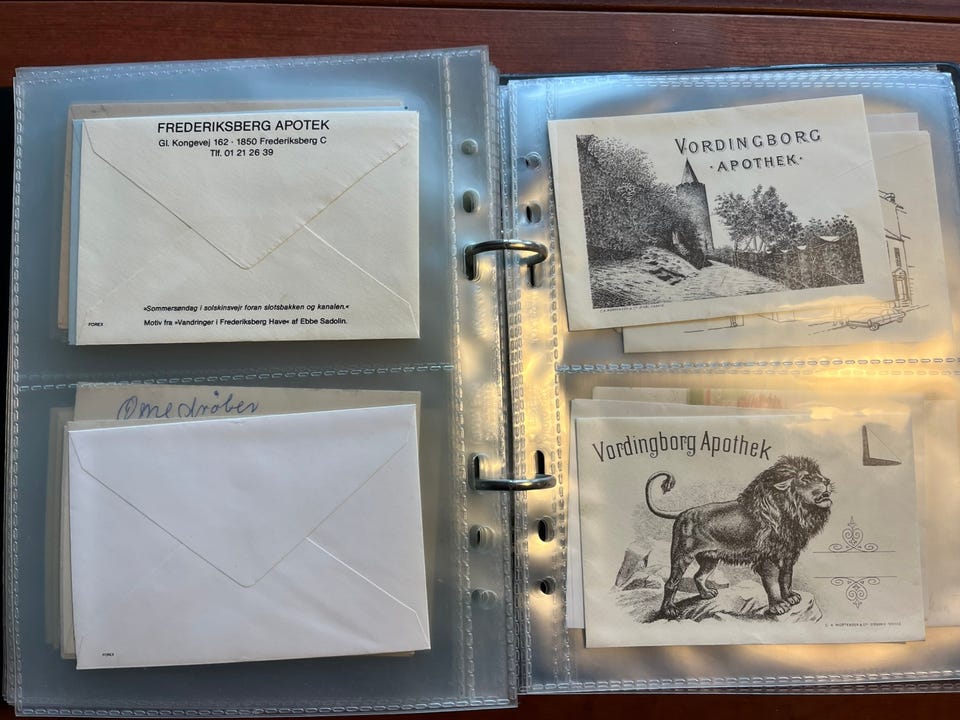 FREDERIKSBERG APOTEK
Gl. Kongevej 162 · 1850 Frederiksberg C
Tlf. 01 21 26 39
»Sommersøndag i solskinsvejr foran slotsbakken og kanalen.«
Motiv fra »Vandringer i Frederiksberg Have« af Ebbe Sadolin.
FOREX
Ømedråber
FOREX
VORDINGBORG
·APOTHEK·
Vordingborg Apothek